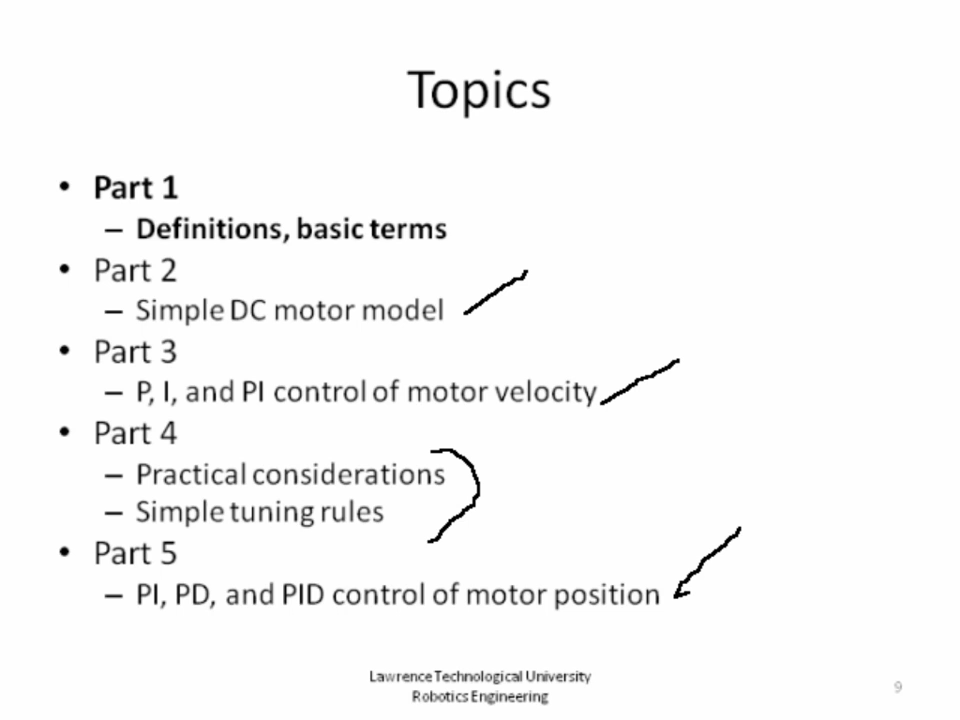 Topics
• Part 1
– Definitions, basic terms
• Part 2
– Simple DC motor model
• Part 3
– P, I, and PI control of motor velocity
• Part 4
– Practical considerations
– Simple tuning rules
• Part 5
– PI, PD, and PID control of motor position
Lawrence Technological University
Robotics Engineering
9